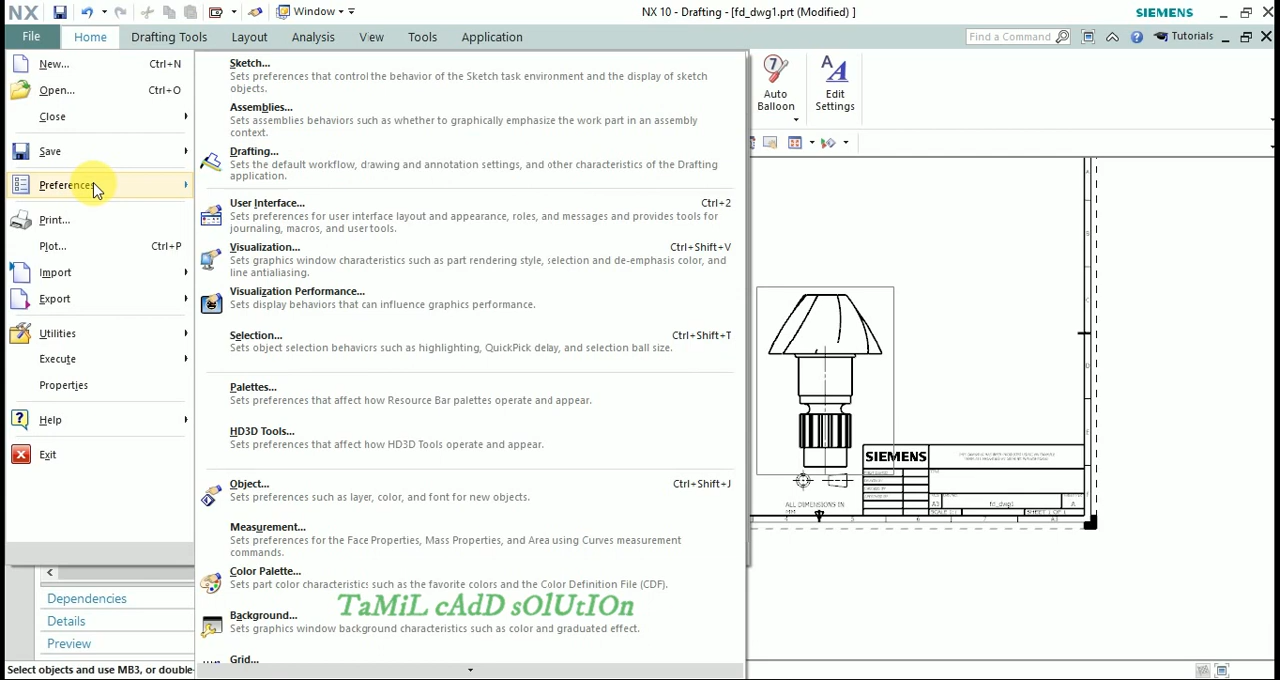 NX
Window
NX 10 - Drafting - [fd_dwg1.prt (Modified) ]
SIEMENS
File
Home
Drafting Tools
Layout
Analysis
View
Tools
Application
Find a Command
Tutorials
New... Ctrl+N
Open... Ctrl+O
Close
Save
Preferences
Print...
Plot... Ctrl+P
Import
Export
Utilities
Execute
Properties
Help
Exit
Sketch...
Sets preferences that control the behavior of the Sketch task environment and the display of sketch
objects.
Assemblies...
Sets assemblies behaviors such as whether to graphically emphasize the work part in an assembly
context.
Drafting...
Sets the default workflow, drawing and annotation settings, and other characteristics of the Drafting
application.
User Interface... Ctrl+2
Sets preferences for user interface layout and appearance, roles, and messages and provides tools for
journaling, macros, and user tools.
Visualization... Ctrl+Shift+V
Sets graphics window characteristics such as part rendering style, selection and de-emphasis color, and
line antialiasing.
Visualization Performance...
Sets display behaviors that can influence graphics performance.
Selection... Ctrl+Shift+T
Sets object selection behaviors such as highlighting, QuickPick delay, and selection ball size.
Palettes...
Sets preferences that affect how Resource Bar palettes operate and appear.
HD3D Tools...
Sets preferences that affect how HD3D Tools operate and appear.
Object... Ctrl+Shift+J
Sets preferences such as layer, color, and font for new objects.
Measurement...
Sets preferences for the Face Properties, Mass Properties, and Area using Curves measurement
commands.
Color Palette...
Sets part color characteristics such as the favorite colors and the Color Definition File (CDF).
TaMiL cAdD sOlUtIOn
Background...
Sets graphics window background characteristics such as color and graduated effect.
Grid...
Auto
Balloon
Edit
Settings
SIEMENS
ALL DIMENSIONS IN
MM
fd_dwg1
A3
A
Dependencies
Details
Preview
Select objects and use MB3, or double-